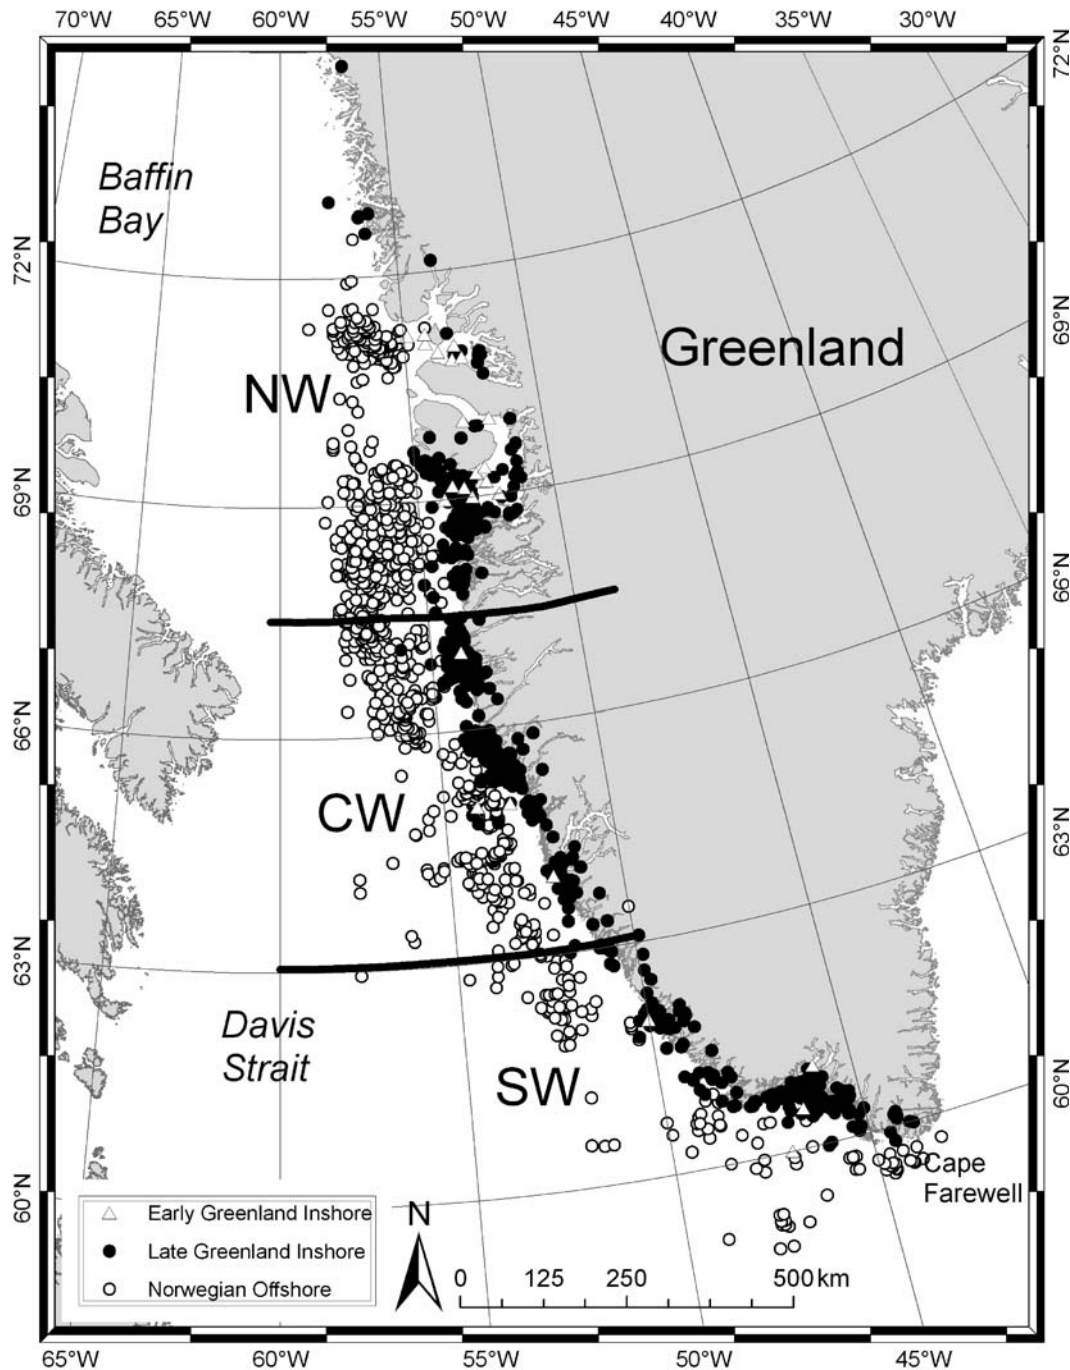 70°W 60°W 50°W 45°W 40°W 35°W 30°W
72°N
Baffin
Bay
72°N
69°N
Greenland
NW
69°N
66°N
66°N
CW
63°N
63°N
Davis
Strait
SW
60°N
Cape
Farewell
60°N
Early Greenland Inshore
Late Greenland Inshore
Norwegian Offshore
N
0 125 250 500 km
65°W 60°W 55°W 50°W 45°W